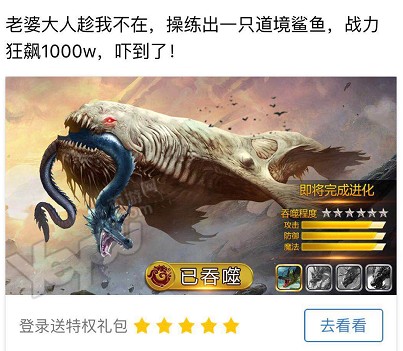 老婆大人趁我不在，操练出一只道境鲨鱼，战力
狂飙1000w，吓到了！
即将完成进化
吞噬程度
攻击
防御
魔法
已吞噬
登录送特权礼包
去看看